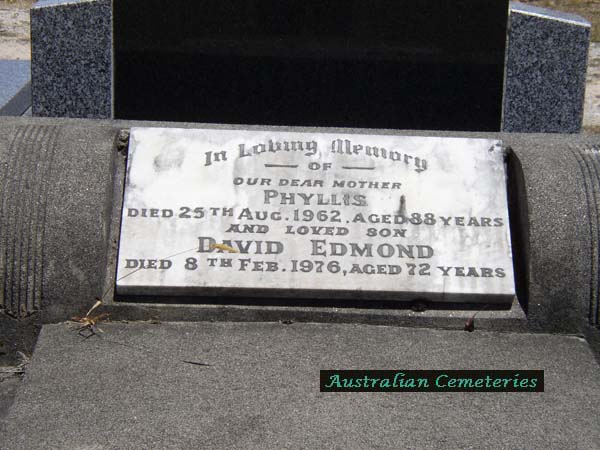 In Loving Memory
OF
OUR DEAR MOTHER
PHYLLIS
DIED 25TH AUG. 1962, AGED 88 YEARS
AND LOVED SON
DAVID EDMOND
DIED 8TH FEB. 1976, AGED 72 YEARS
Australian Cemeteries